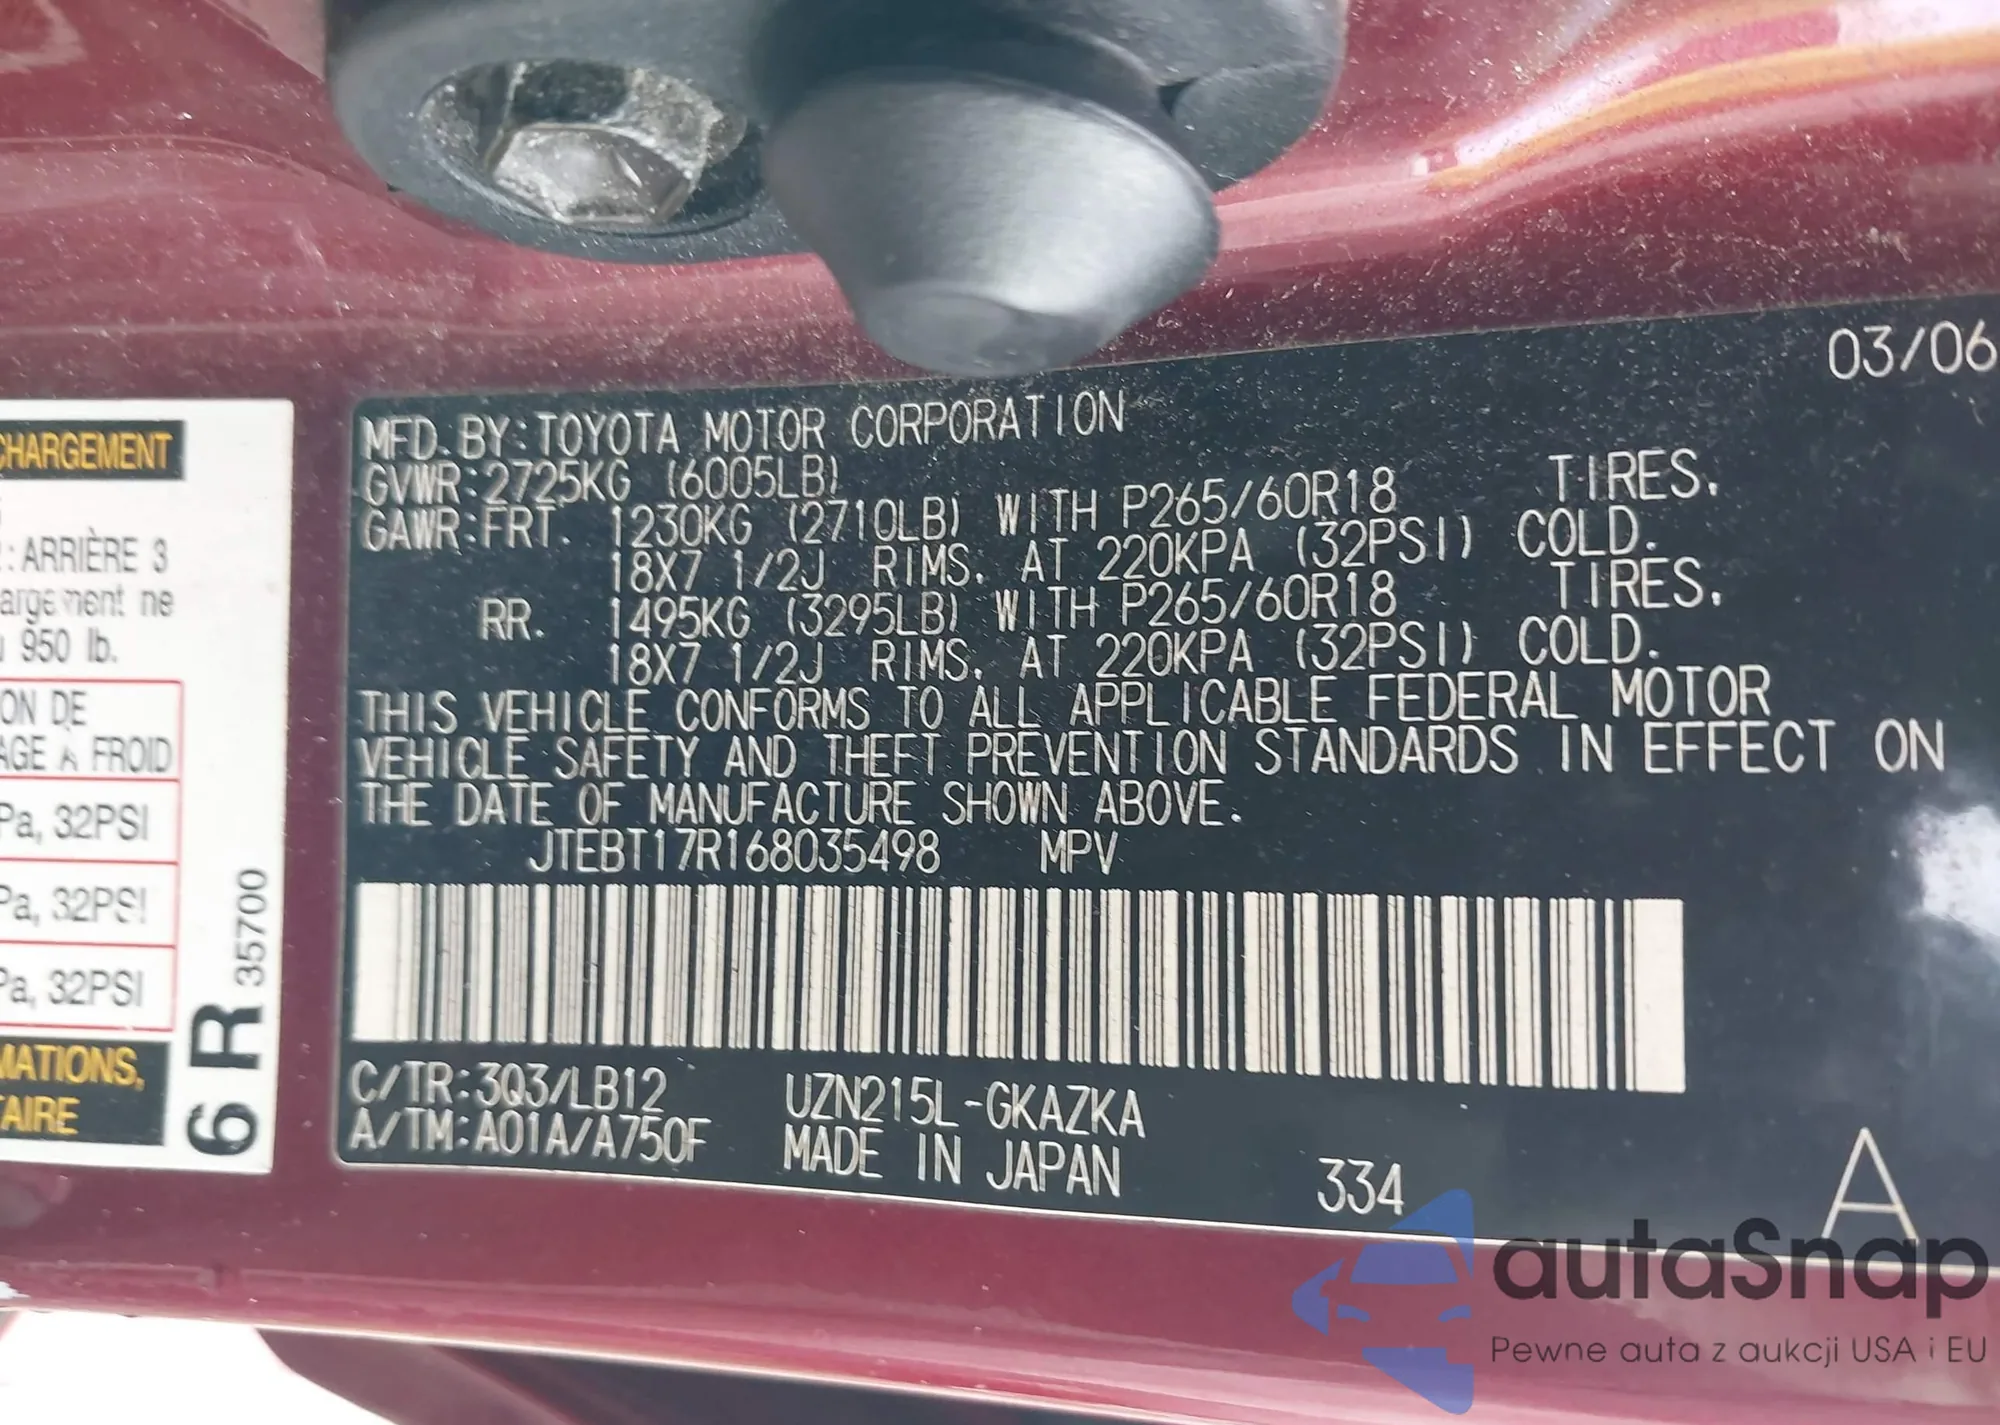 03/06
MFD. BY: TOYOTA MOTOR CORPORATION
GVWR: 2725KG (6005LB)
GAWR: FRT. 1230KG (2710LB) WITH P265/60R18 TIRES,
18X7 1/2J RIMS, AT 220KPA (32PSI) COLD.
RR. 1495KG (3295LB) WITH P265/60R18 TIRES,
18X7 1/2J RIMS, AT 220KPA (32PSI) COLD.
THIS VEHICLE CONFORMS TO ALL APPLICABLE FEDERAL MOTOR
VEHICLE SAFETY AND THEFT PREVENTION STANDARDS IN EFFECT ON
THE DATE OF MANUFACTURE SHOWN ABOVE.
JTEBT17R168035498 MPV
C/TR: 3Q3/LB12 UZN215L-GKAZKA
A/TM: A01A/A750F MADE IN JAPAN
334
A
CHARGEMENT
: ARRIÈRE 3
argement ne
950 lb.
ON DE
AGE À FROID
Pa, 32PSI
Pa, 32PSI
Pa, 32PSI
MATIONS,
TAIRE
6 R 35700
autaSnap
Pewne auta z aukcji USA i EU